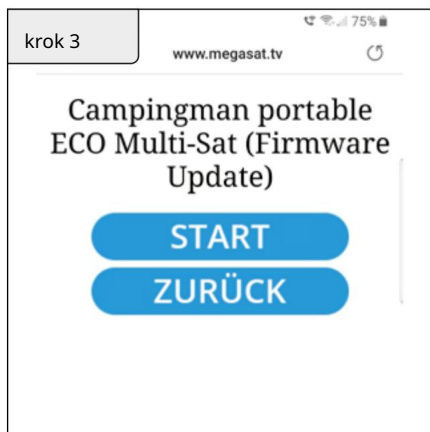 krok 3
75%
www.megasat.tv
Campingman portable
ECO Multi-Sat (Firmware
Update)
START
ZURÜCK